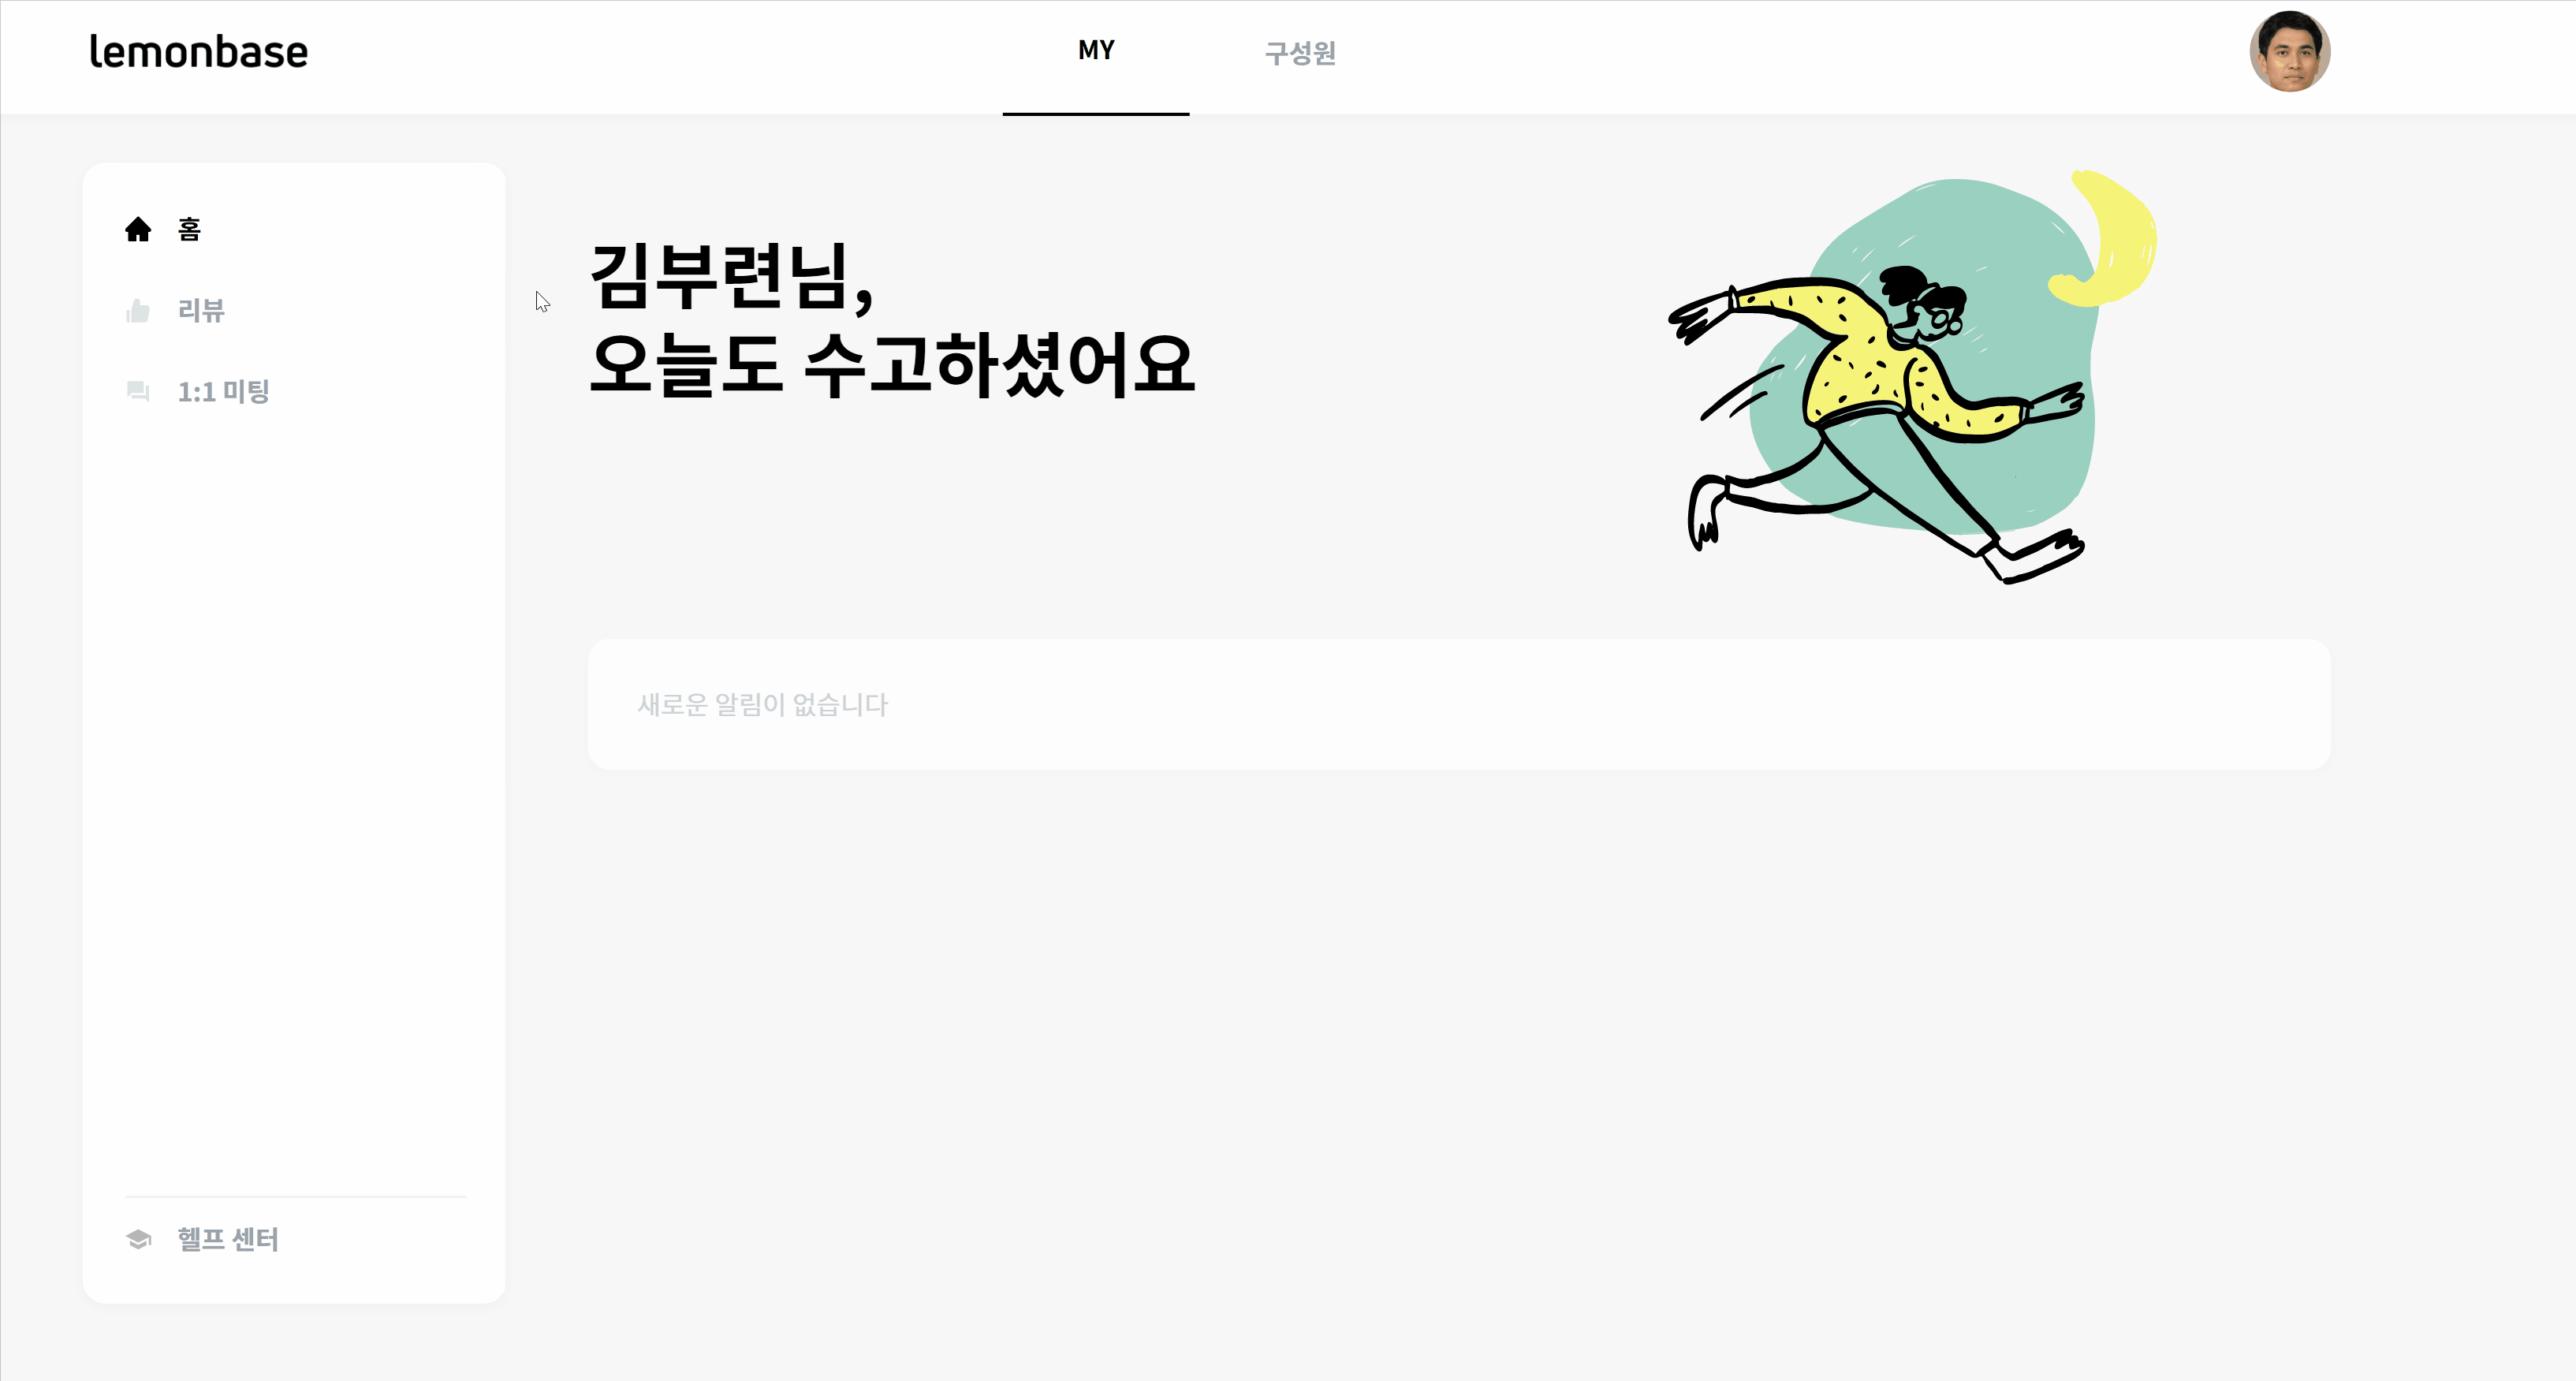 lemonbase
MY
구성원
홈
리뷰
1:1 미팅
김부련님,
오늘도 수고하셨어요
새로운 알림이 없습니다
헬프 센터